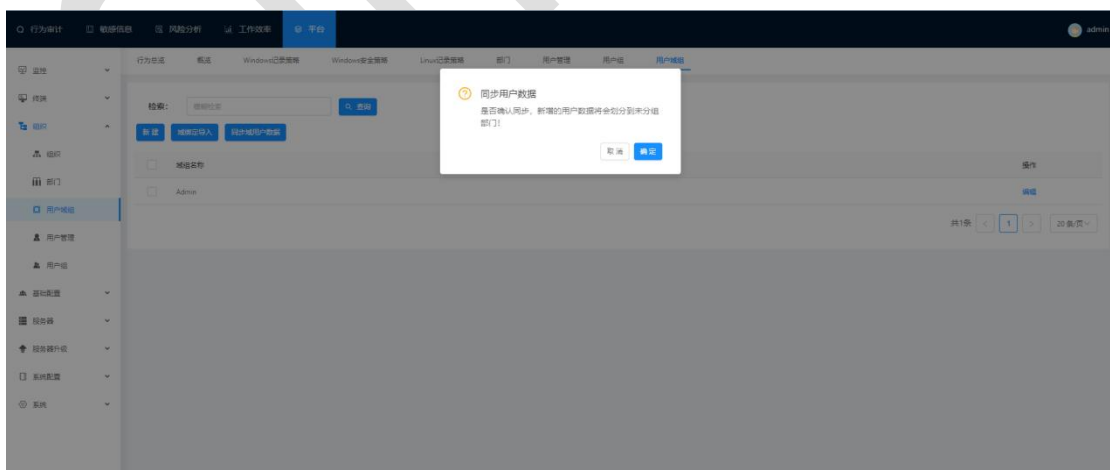 行为审计 敏感信息 风险分析 工作效率 平台 admin
行为总览 概览 Windows记录策略 Windows安全策略 Linux记录策略 部门 用户管理 用户组 用户域组
监控
终端
组织
组织
部门
用户域组
用户管理
用户组
基础配置
服务器
服务器升级
系统配置
系统
检索： 模糊检索 查询
新建 域组导入 同步域用户数据
域组名称 操作
Admin 编辑
共1条 < 1 > 20 条/页
同步用户数据
是否确认同步，新增的用户数据将会划分到未分组
部门！
取消 确定